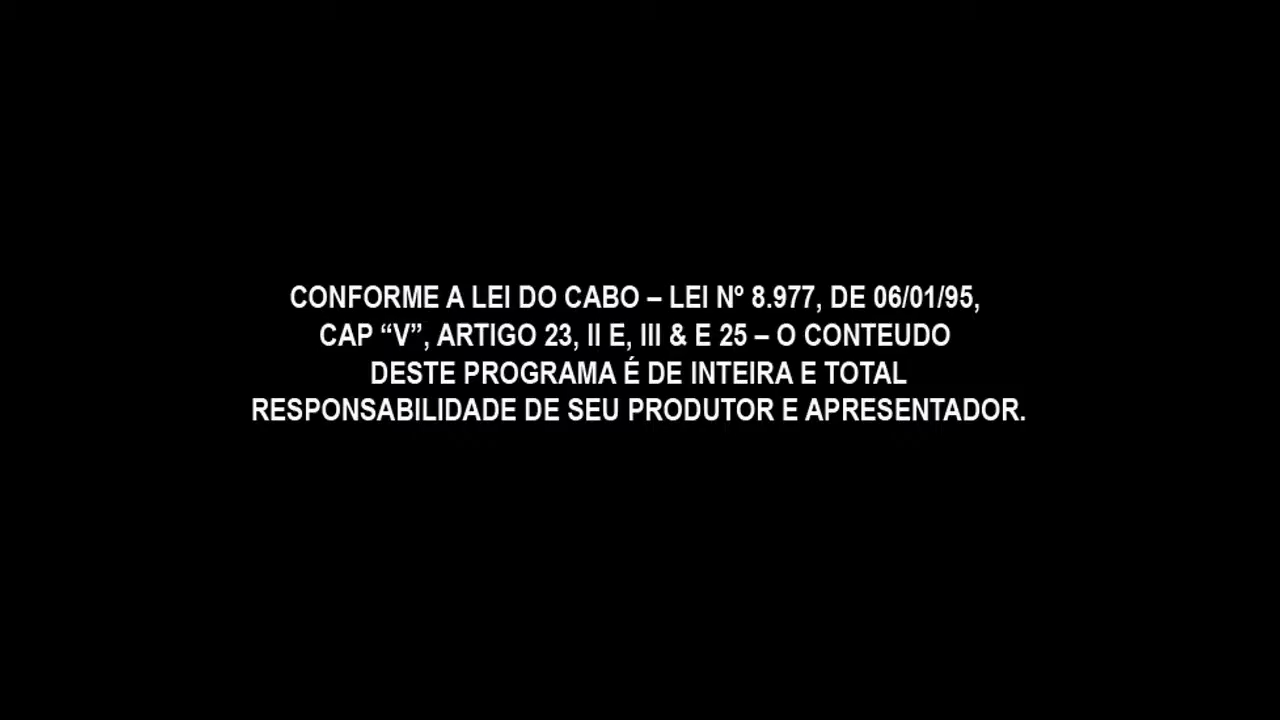 CONFORME A LEI DO CABO – LEI Nº 8.977, DE 06/01/95,
CAP “V”, ARTIGO 23, II E, III & E 25 – O CONTEUDO
DESTE PROGRAMA É DE INTEIRA E TOTAL
RESPONSABILIDADE DE SEU PRODUTOR E APRESENTADOR.